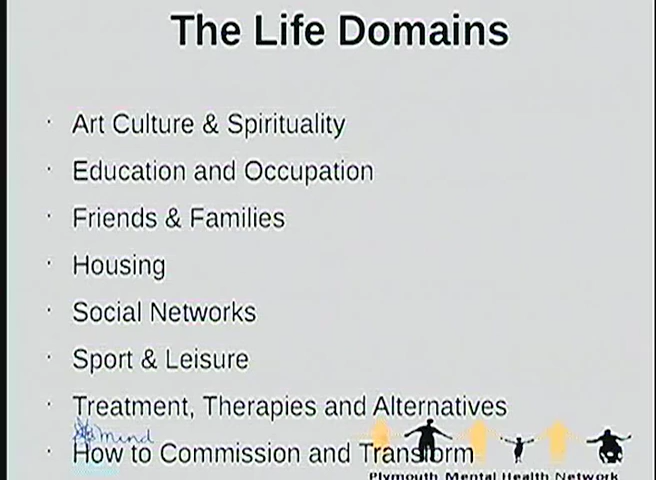 The Life Domains
· Art Culture & Spirituality
· Education and Occupation
· Friends & Families
· Housing
· Social Networks
· Sport & Leisure
· Treatment, Therapies and Alternatives
mind
· How to Commission and Transform
Plymouth Mental Health Network